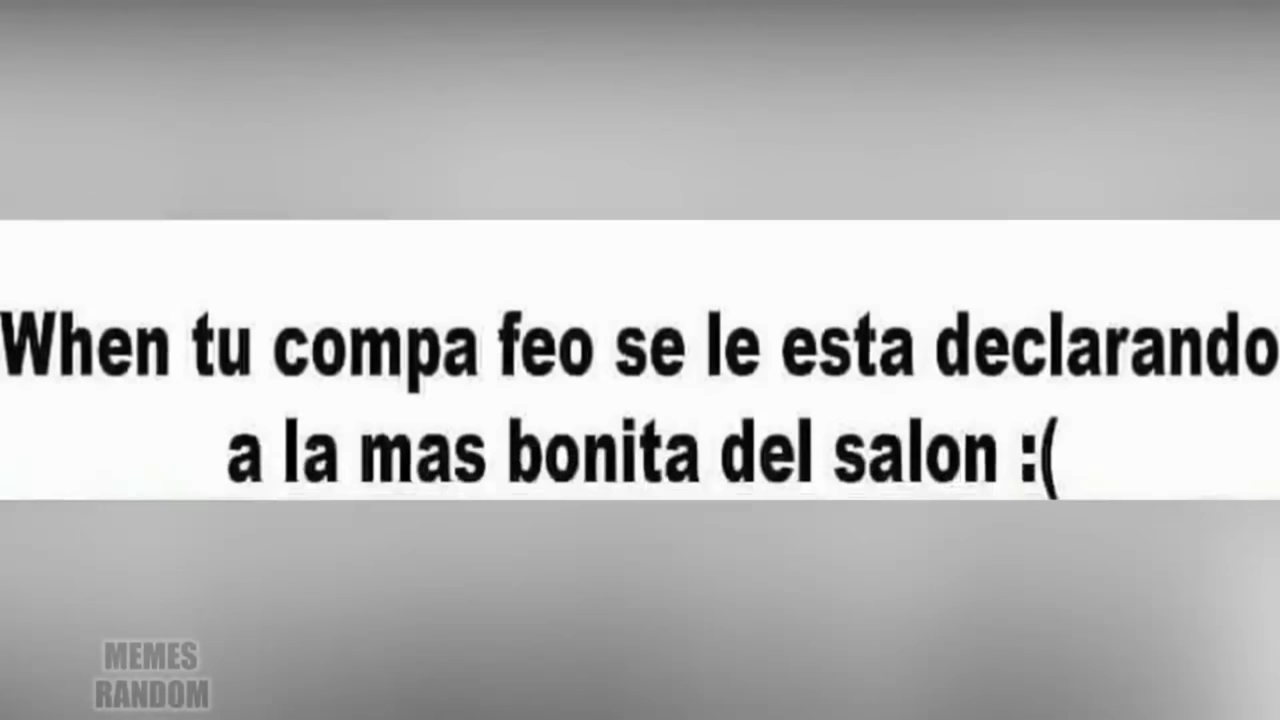 When tu compa feo se le esta declarando
a la mas bonita del salon :(
MEMES
RANDOM